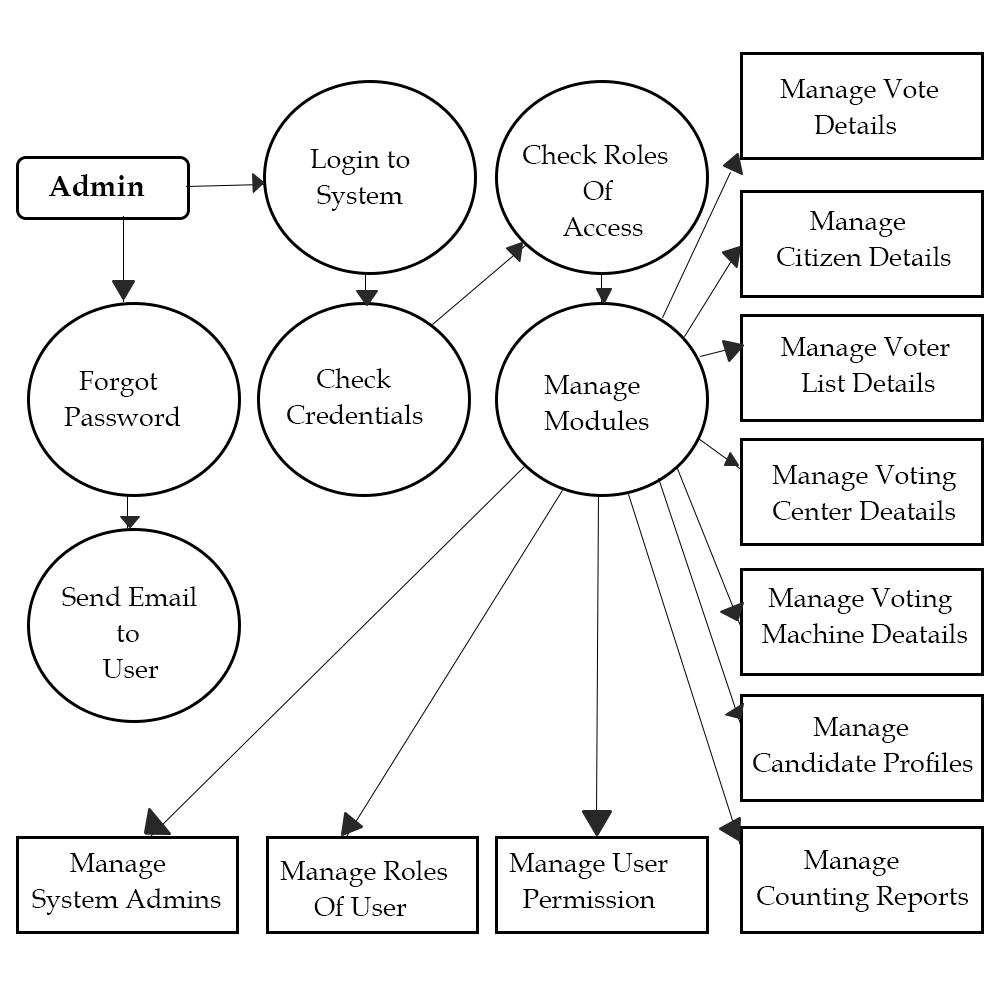 Admin
Login to
System
Check Roles
Of
Access
Manage Vote
Details
Manage
Citizen Details
Forgot
Password
Check
Credentials
Manage
Modules
Manage Voter
List Details
Manage Voting
Center Deatails
Send Email
to
User
Manage Voting
Machine Deatails
Manage
Candidate Profiles
Manage
System Admins
Manage Roles
Of User
Manage User
Permission
Manage
Counting Reports